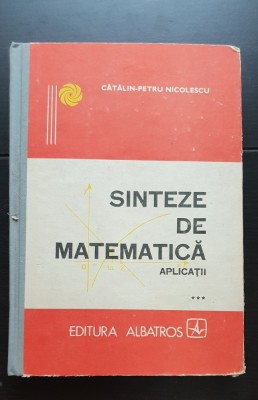 CĂTĂLIN-PETRU NICOLESCU
SINTEZE
DE
MATEMATICĂ
APLICAȚII
***
EDITURA ALBATROS